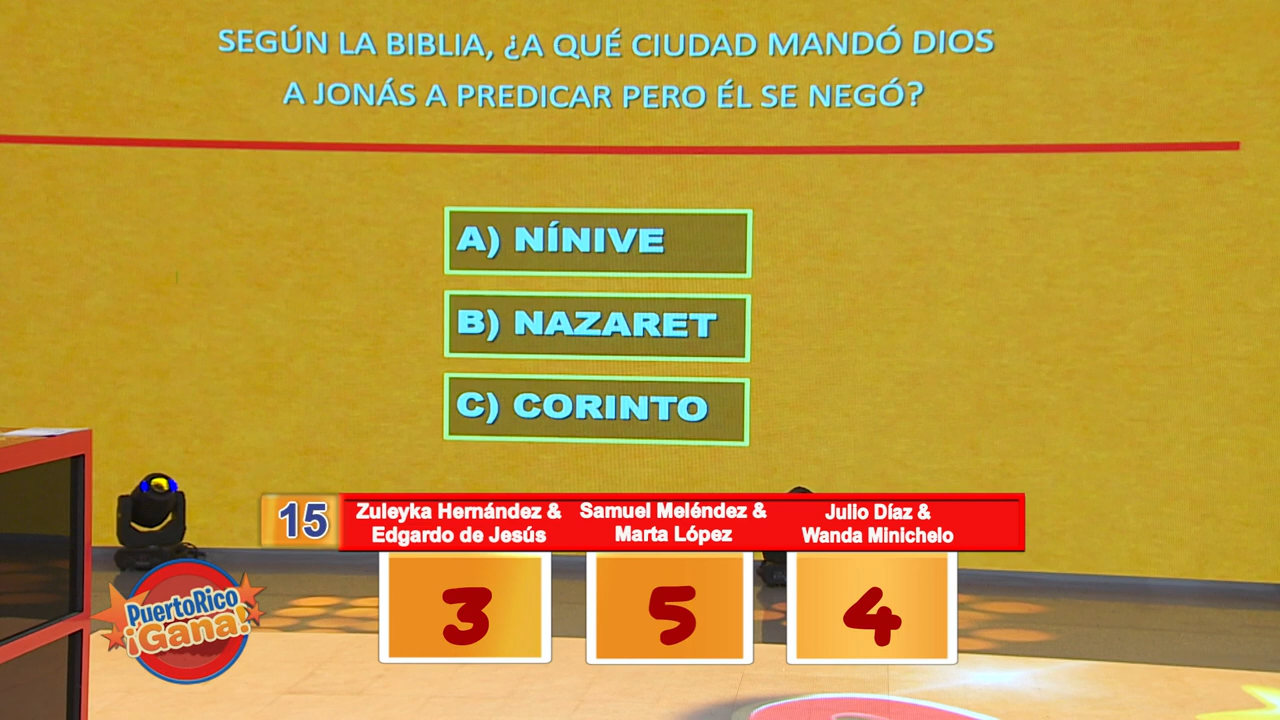 SEGÚN LA BIBLIA, ¿A QUÉ CIUDAD MANDÓ DIOS
A JONÁS A PREDICAR PERO ÉL SE NEGÓ?
A) NÍNIVE
B) NAZARET
C) CORINTO
15
Zuleyka Hernández &
Edgardo de Jesús
Samuel Meléndez &
Marta López
Julio Díaz &
Wanda Minichelo
3
5
4
PuertoRico
¡Gana!